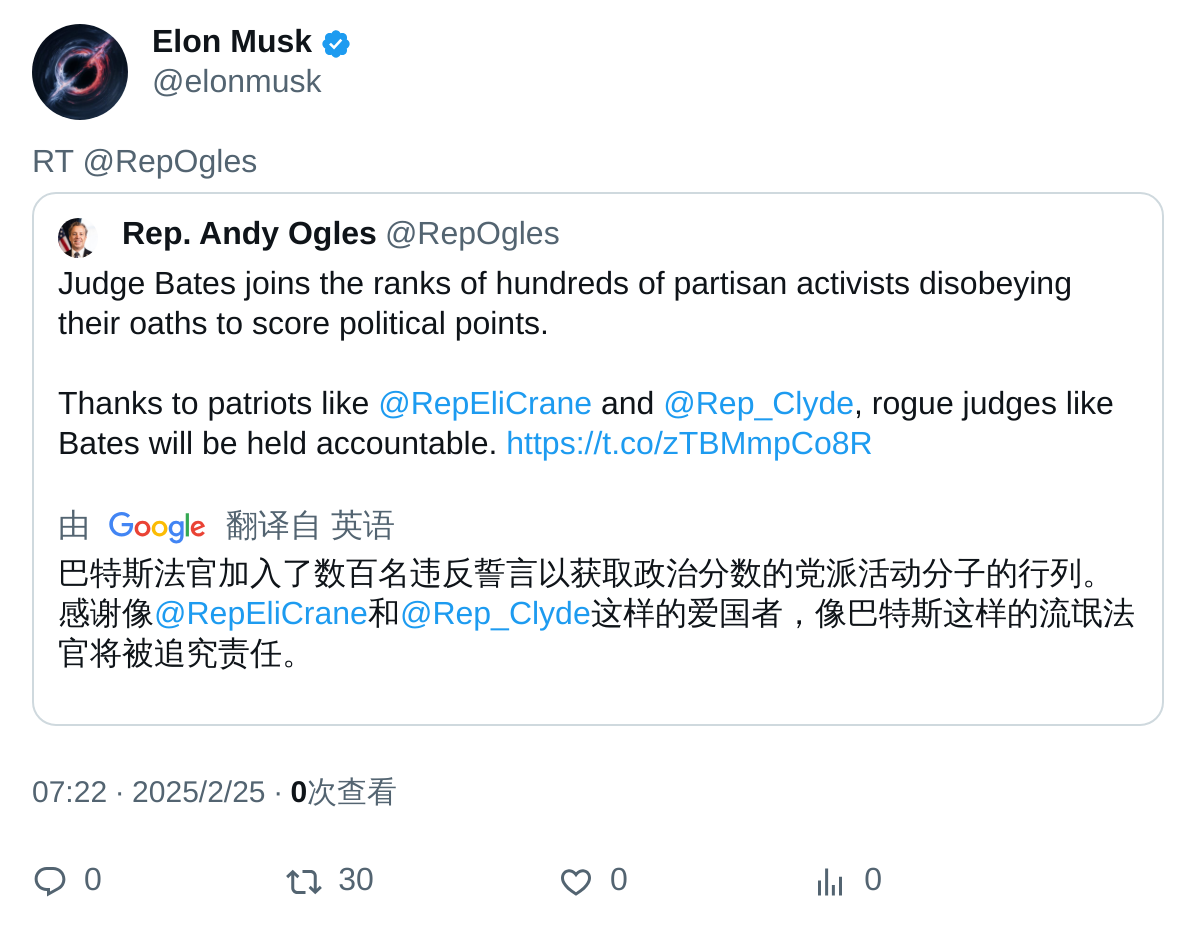 Elon Musk
@elonmusk
RT @RepOgles
Rep. Andy Ogles @RepOgles
Judge Bates joins the ranks of hundreds of partisan activists disobeying
their oaths to score political points.
Thanks to patriots like @RepEliCrane and @Rep_Clyde, rogue judges like
Bates will be held accountable. https://t.co/zTBMmpCo8R
由 Google 翻译自 英语
巴特斯法官加入了数百名违反誓言以获取政治分数的党派活动分子的行列。
感谢像@RepEliCrane和@Rep_Clyde这样的爱国者，像巴特斯这样的流氓法
官将被追究责任。
07:22 · 2025/2/25 · 0次查看
0 30 0 0